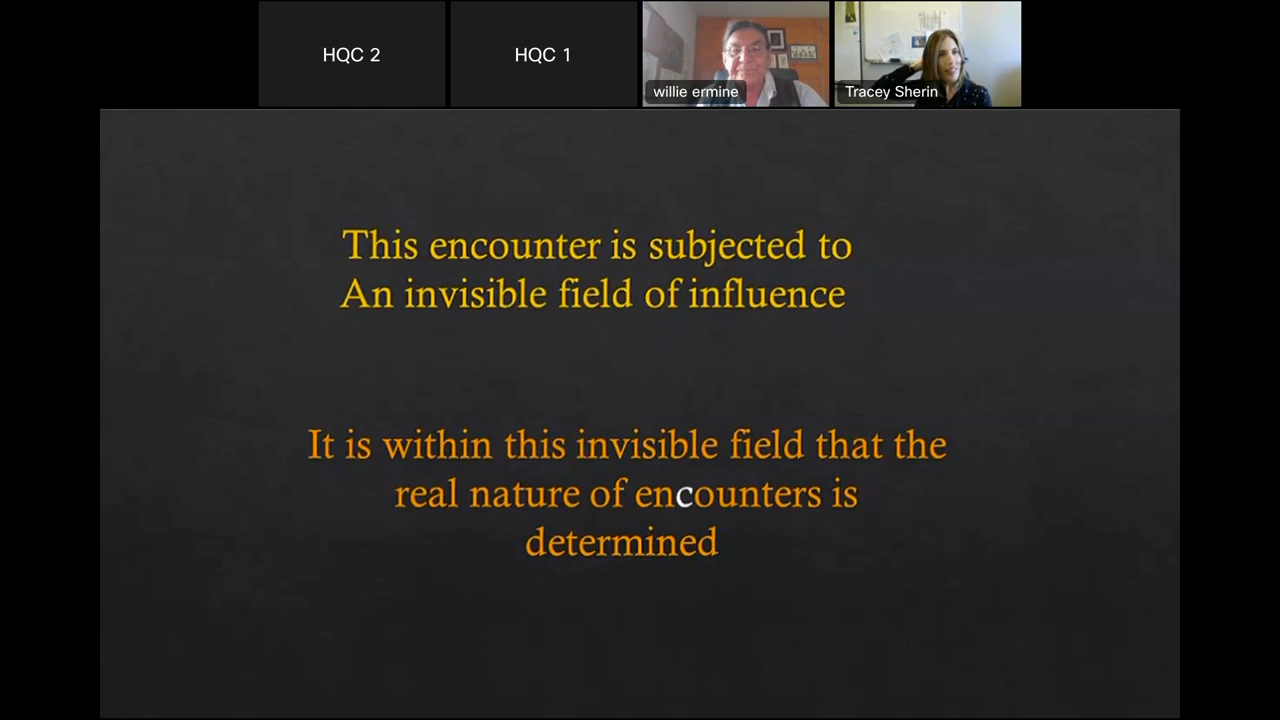 HQC 2
HQC 1
willie ermine
Tracey Sherin
This encounter is subjected to
An invisible field of influence
It is within this invisible field that the
real nature of encounters is
determined